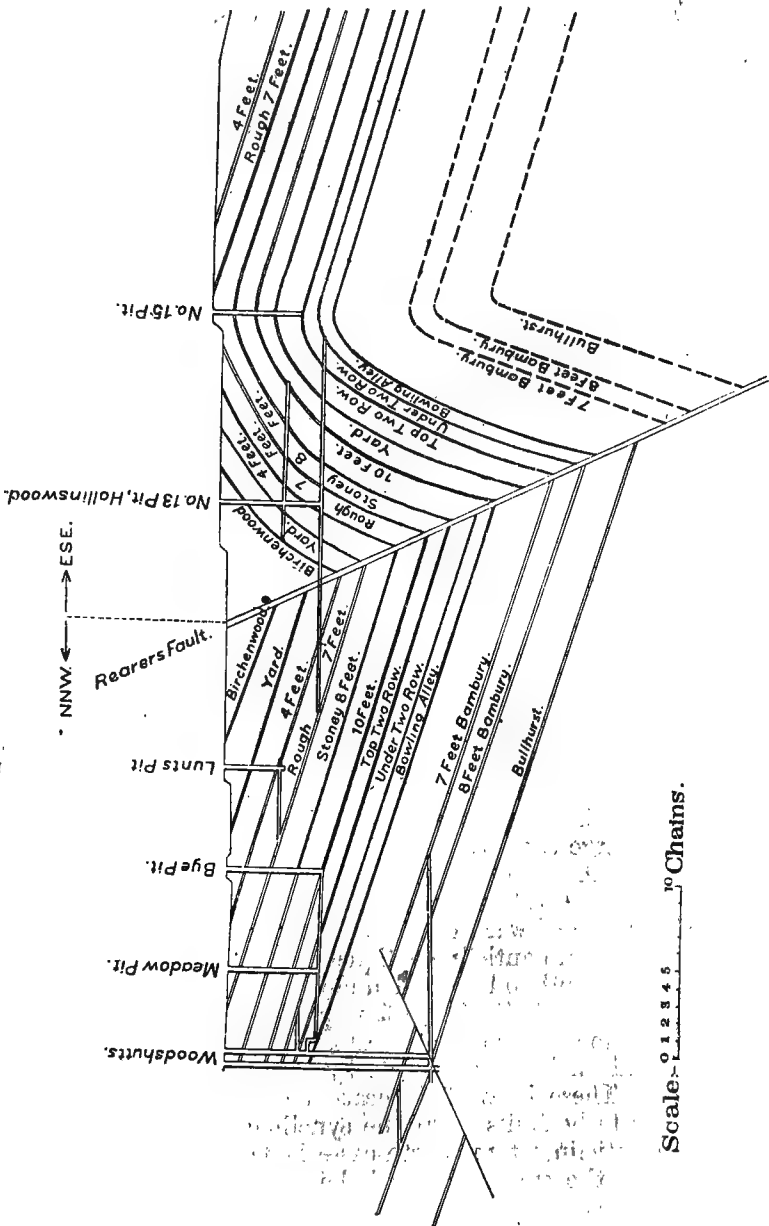 4 Feet.
Rough 7 Feet.
No. 15 Pit.
No. 13 Pit, Hollinswood.
NNW. ESE.
Rearers Fault.
Lunts Pit
Bye Pit.
Meadow Pit.
Woodshutts.
Birchenwood
Yard.
4 Feet.
Rough 7 Feet.
Stoney 8 Feet.
10 Feet.
Yard.
Top Two Row.
Under Two Row.
Bowling Alley.
7 Feet Bambury.
8 Feet Bambury.
Bullhurst.
Birchenwood
Yard.
4 Feet.
Rough 7 Feet.
Stoney 8 Feet.
10 Feet.
Top Two Row.
Under Two Row.
Bowling Alley.
7 Feet Bambury.
8 Feet Bambury.
Bullhurst.
Scale:- 0 1 2 3 4 5 10 Chains.